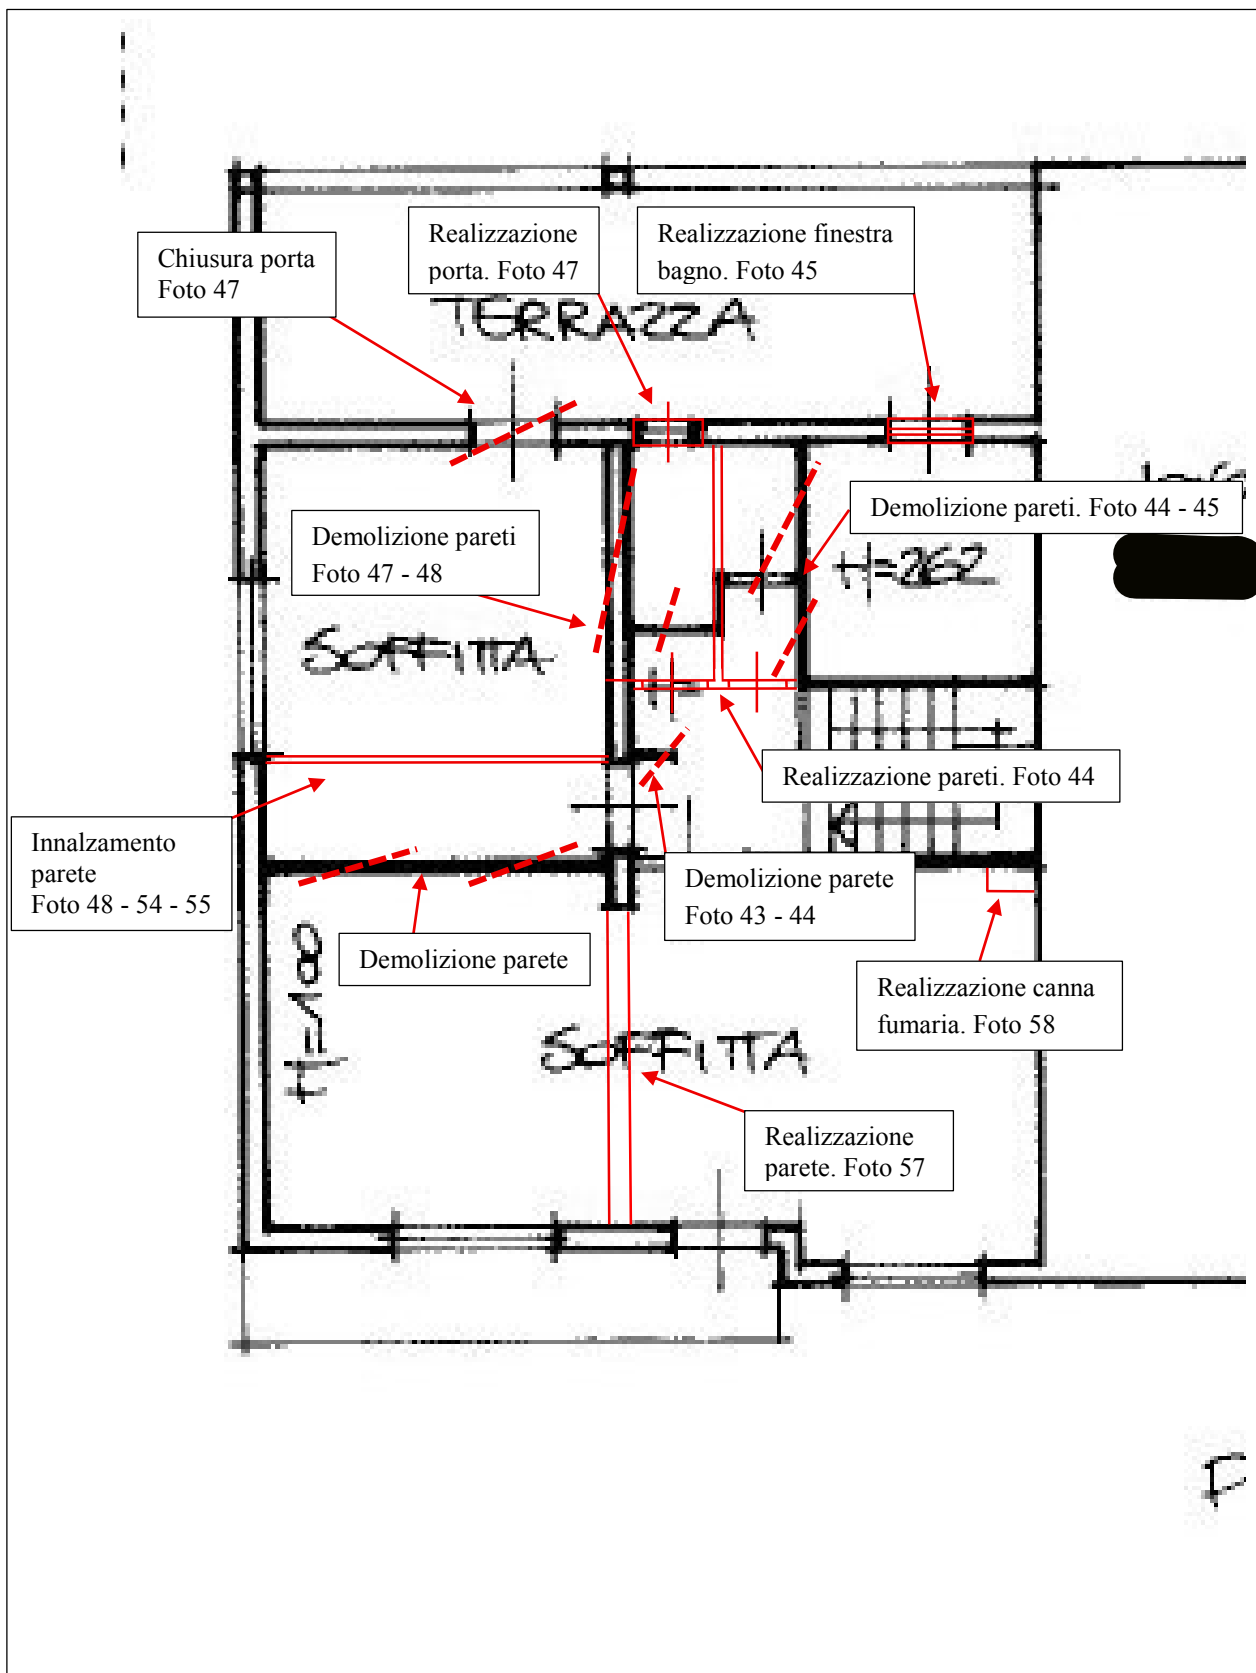 Chiusura porta
Foto 47
Realizzazione
porta. Foto 47
Realizzazione finestra
bagno. Foto 45
TERRAZZA
Demolizione pareti
Foto 47 - 48
Demolizione pareti. Foto 44 - 45
H=262
SOFFITTA
Realizzazione pareti. Foto 44
Innalzamento
parete
Foto 48 - 54 - 55
Demolizione parete
Foto 43 - 44
Demolizione parete
H=100
Realizzazione canna
fumaria. Foto 58
SOFFITTA
Realizzazione
parete. Foto 57